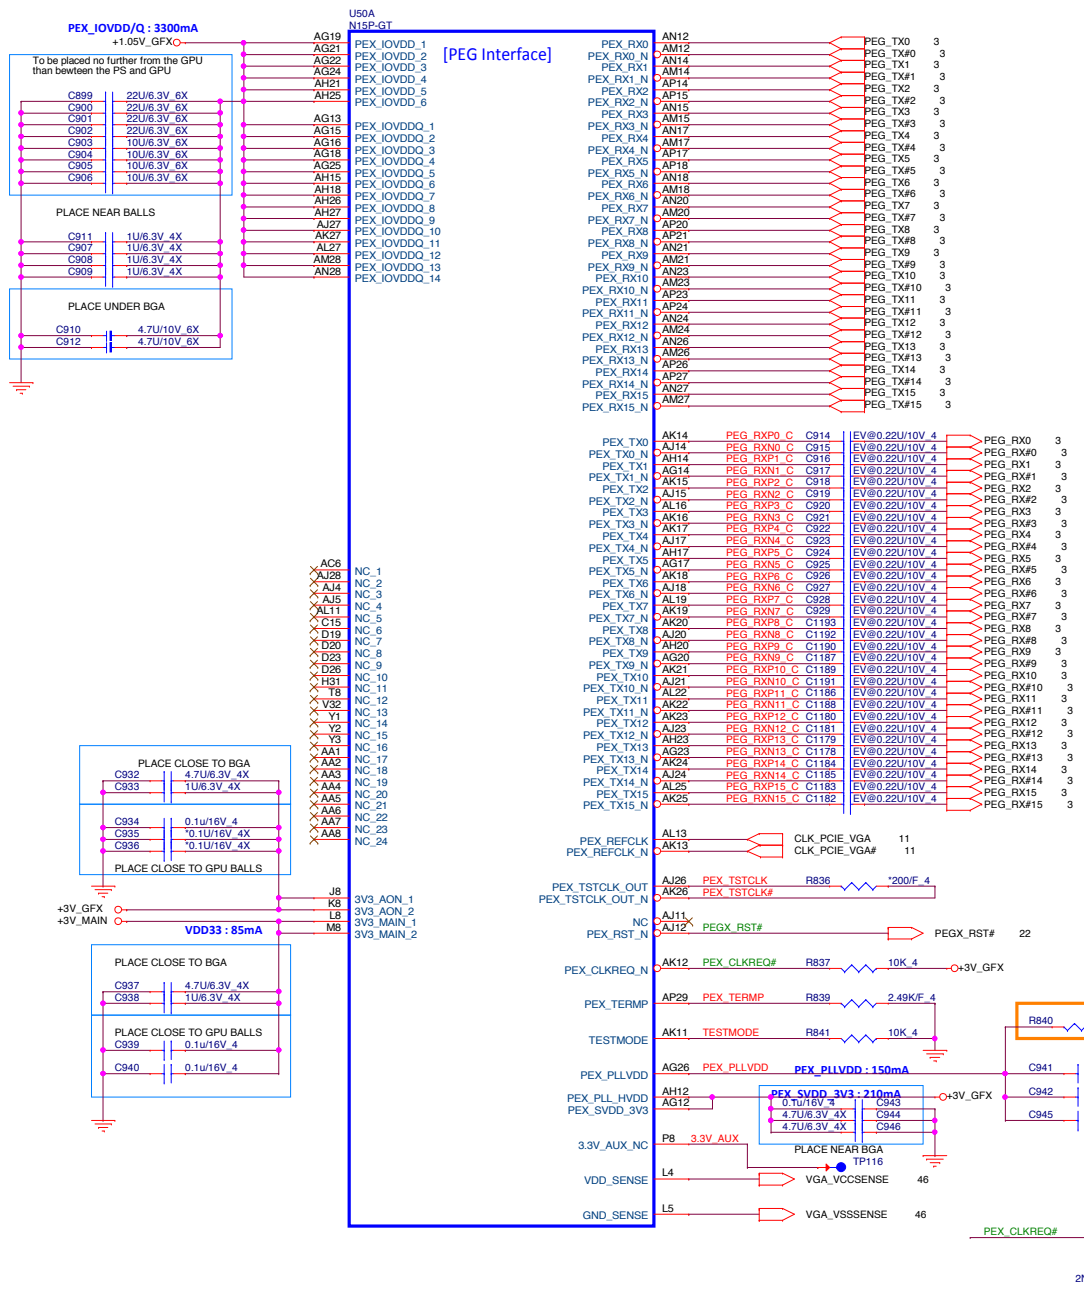 U50A
N15P-GT
[PEG Interface]
PEX_IOVDD/Q : 3300mA
+1.05V_GFX
To be placed no further from the GPU
than bewteen the PS and GPU
C899 22U/6.3V_6X
C900 22U/6.3V_6X
C901 22U/6.3V_6X
C902 22U/6.3V_6X
C903 10U/6.3V_6X
C904 10U/6.3V_6X
C905 10U/6.3V_6X
C906 10U/6.3V_6X
PLACE NEAR BALLS
C911 1U/6.3V_4X
C907 1U/6.3V_4X
C908 1U/6.3V_4X
C909 1U/6.3V_4X
PLACE UNDER BGA
C910 4.7U/10V_6X
C912 4.7U/10V_6X
AG19 PEX_IOVDD_1
AG21 PEX_IOVDD_2
AG22 PEX_IOVDD_3
AG24 PEX_IOVDD_4
AH21 PEX_IOVDD_5
AH25 PEX_IOVDD_6
AG13 PEX_IOVDDQ_1
AG15 PEX_IOVDDQ_2
AG16 PEX_IOVDDQ_3
AG18 PEX_IOVDDQ_4
AG25 PEX_IOVDDQ_5
AH15 PEX_IOVDDQ_6
AH18 PEX_IOVDDQ_7
AH26 PEX_IOVDDQ_8
AH27 PEX_IOVDDQ_9
AJ27 PEX_IOVDDQ_10
AK27 PEX_IOVDDQ_11
AL27 PEX_IOVDDQ_12
AM28 PEX_IOVDDQ_13
AN28 PEX_IOVDDQ_14
AC6 NC_1
AJ28 NC_2
AJ4 NC_3
AJ5 NC_4
AL11 NC_5
C15 NC_6
D19 NC_7
D20 NC_8
D23 NC_9
D26 NC_10
H31 NC_11
T8 NC_12
V32 NC_13
Y1 NC_14
Y2 NC_15
Y3 NC_16
AA1 NC_17
AA2 NC_18
AA3 NC_19
AA4 NC_20
AA5 NC_21
AA6 NC_22
AA7 NC_23
AA8 NC_24
PLACE CLOSE TO BGA
C932 4.7U/6.3V_4X
C933 1U/6.3V_4X
C934 0.1u/16V_4
C935 *0.1U/16V_4X
C936 *0.1U/16V_4X
PLACE CLOSE TO GPU BALLS
+3V_GFX
+3V_MAIN
VDD33 : 85mA
J8 3V3_AON_1
K8 3V3_AON_2
L8 3V3_MAIN_1
M8 3V3_MAIN_2
PLACE CLOSE TO BGA
C937 4.7U/6.3V_4X
C938 1U/6.3V_4X
PLACE CLOSE TO GPU BALLS
C939 0.1u/16V_4
C940 0.1u/16V_4
PEX_RX0 AN12 PEG_TX0 3
PEX_RX0_N AM12 PEG_TX#0 3
PEX_RX1 AN14 PEG_TX1 3
PEX_RX1_N AM14 PEG_TX#1 3
PEX_RX2 AP14 PEG_TX2 3
PEX_RX2_N AP15 PEG_TX#2 3
PEX_RX3 AN15 PEG_TX3 3
PEX_RX3_N AM15 PEG_TX#3 3
PEX_RX4 AN17 PEG_TX4 3
PEX_RX4_N AM17 PEG_TX#4 3
PEX_RX5 AP17 PEG_TX5 3
PEX_RX5_N AP18 PEG_TX#5 3
PEX_RX6 AN18 PEG_TX6 3
PEX_RX6_N AM18 PEG_TX#6 3
PEX_RX7 AN20 PEG_TX7 3
PEX_RX7_N AM20 PEG_TX#7 3
PEX_RX8 AP20 PEG_TX8 3
PEX_RX8_N AP21 PEG_TX#8 3
PEX_RX9 AN21 PEG_TX9 3
PEX_RX9_N AM21 PEG_TX#9 3
PEX_RX10 AN23 PEG_TX10 3
PEX_RX10_N AM23 PEG_TX#10 3
PEX_RX11 AP23 PEG_TX11 3
PEX_RX11_N AP24 PEG_TX#11 3
PEX_RX12 AN24 PEG_TX12 3
PEX_RX12_N AM24 PEG_TX#12 3
PEX_RX13 AN26 PEG_TX13 3
PEX_RX13_N AM26 PEG_TX#13 3
PEX_RX14 AP26 PEG_TX14 3
PEX_RX14_N AP27 PEG_TX#14 3
PEX_RX15 AN27 PEG_TX15 3
PEX_RX15_N AM27 PEG_TX#15 3
PEX_TX0 AK14 PEG_RXP0_C C914 EV@0.22U/10V_4 PEG_RX0 3
PEX_TX0_N AJ14 PEG_RXN0_C C915 EV@0.22U/10V_4 PEG_RX#0 3
PEX_TX1 AH14 PEG_RXP1_C C916 EV@0.22U/10V_4 PEG_RX1 3
PEX_TX1_N AG14 PEG_RXN1_C C917 EV@0.22U/10V_4 PEG_RX#1 3
PEX_TX2 AK15 PEG_RXP2_C C918 EV@0.22U/10V_4 PEG_RX2 3
PEX_TX2_N AJ15 PEG_RXN2_C C919 EV@0.22U/10V_4 PEG_RX#2 3
PEX_TX3 AL16 PEG_RXP3_C C920 EV@0.22U/10V_4 PEG_RX3 3
PEX_TX3_N AK16 PEG_RXN3_C C921 EV@0.22U/10V_4 PEG_RX#3 3
PEX_TX4 AK17 PEG_RXP4_C C922 EV@0.22U/10V_4 PEG_RX4 3
PEX_TX4_N AJ17 PEG_RXN4_C C923 EV@0.22U/10V_4 PEG_RX#4 3
PEX_TX5 AH17 PEG_RXP5_C C924 EV@0.22U/10V_4 PEG_RX5 3
PEX_TX5_N AG17 PEG_RXN5_C C925 EV@0.22U/10V_4 PEG_RX#5 3
PEX_TX6 AK18 PEG_RXP6_C C926 EV@0.22U/10V_4 PEG_RX6 3
PEX_TX6_N AJ18 PEG_RXN6_C C927 EV@0.22U/10V_4 PEG_RX#6 3
PEX_TX7 AL19 PEG_RXP7_C C928 EV@0.22U/10V_4 PEG_RX7 3
PEX_TX7_N AK19 PEG_RXN7_C C929 EV@0.22U/10V_4 PEG_RX#7 3
PEX_TX8 AK20 PEG_RXP8_C C1193 EV@0.22U/10V_4 PEG_RX8 3
PEX_TX8_N AJ20 PEG_RXN8_C C1192 EV@0.22U/10V_4 PEG_RX#8 3
PEX_TX9 AH20 PEG_RXP9_C C1190 EV@0.22U/10V_4 PEG_RX9 3
PEX_TX9_N AG20 PEG_RXN9_C C1187 EV@0.22U/10V_4 PEG_RX#9 3
PEX_TX10 AK21 PEG_RXP10_C C1189 EV@0.22U/10V_4 PEG_RX10 3
PEX_TX10_N AJ21 PEG_RXN10_C C1191 EV@0.22U/10V_4 PEG_RX#10 3
PEX_TX11 AL22 PEG_RXP11_C C1186 EV@0.22U/10V_4 PEG_RX11 3
PEX_TX11_N AK22 PEG_RXN11_C C1188 EV@0.22U/10V_4 PEG_RX#11 3
PEX_TX12 AK23 PEG_RXP12_C C1180 EV@0.22U/10V_4 PEG_RX12 3
PEX_TX12_N AJ23 PEG_RXN12_C C1181 EV@0.22U/10V_4 PEG_RX#12 3
PEX_TX13 AH23 PEG_RXP13_C C1179 EV@0.22U/10V_4 PEG_RX13 3
PEX_TX13_N AG23 PEG_RXN13_C C1178 EV@0.22U/10V_4 PEG_RX#13 3
PEX_TX14 AK24 PEG_RXP14_C C1184 EV@0.22U/10V_4 PEG_RX14 3
PEX_TX14_N AJ24 PEG_RXN14_C C1185 EV@0.22U/10V_4 PEG_RX#14 3
PEX_TX15 AL25 PEG_RXP15_C C1183 EV@0.22U/10V_4 PEG_RX15 3
PEX_TX15_N AK25 PEG_RXN15_C C1182 EV@0.22U/10V_4 PEG_RX#15 3
PEX_REFCLK AL13 CLK_PCIE_VGA 11
PEX_REFCLK_N AK13 CLK_PCIE_VGA# 11
PEX_TSTCLK_OUT AJ26 PEX_TSTCLK R836 *200/F_4
PEX_TSTCLK_OUT_N AK26 PEX_TSTCLK#
NC AJ11
PEX_RST_N AJ12 PEGX_RST# PEGX_RST# 22
PEX_CLKREQ_N AK12 PEX_CLKREQ# R837 10K_4 +3V_GFX
PEX_TERMP AP29 PEX_TERMP R839 2.49K/F_4
TESTMODE AK11 TESTMODE R841 10K_4
PEX_PLLVDD AG26 PEX_PLLVDD PEX_PLLVDD : 150mA
PEX_PLL_HVDD AH12 PEX_SVDD_3V3 : 210mA +3V_GFX
PEX_SVDD_3V3 AG12
0.1u/16V_4 C943
4.7U/6.3V_4X C944
4.7U/6.3V_4X C946
PLACE NEAR BGA
3.3V_AUX_NC P8 3.3V_AUX
TP116
VDD_SENSE L4 VGA_VCCSENSE 46
GND_SENSE L5 VGA_VSSSENSE 46
R840
C941
C942
C945
PEX_CLKREQ#